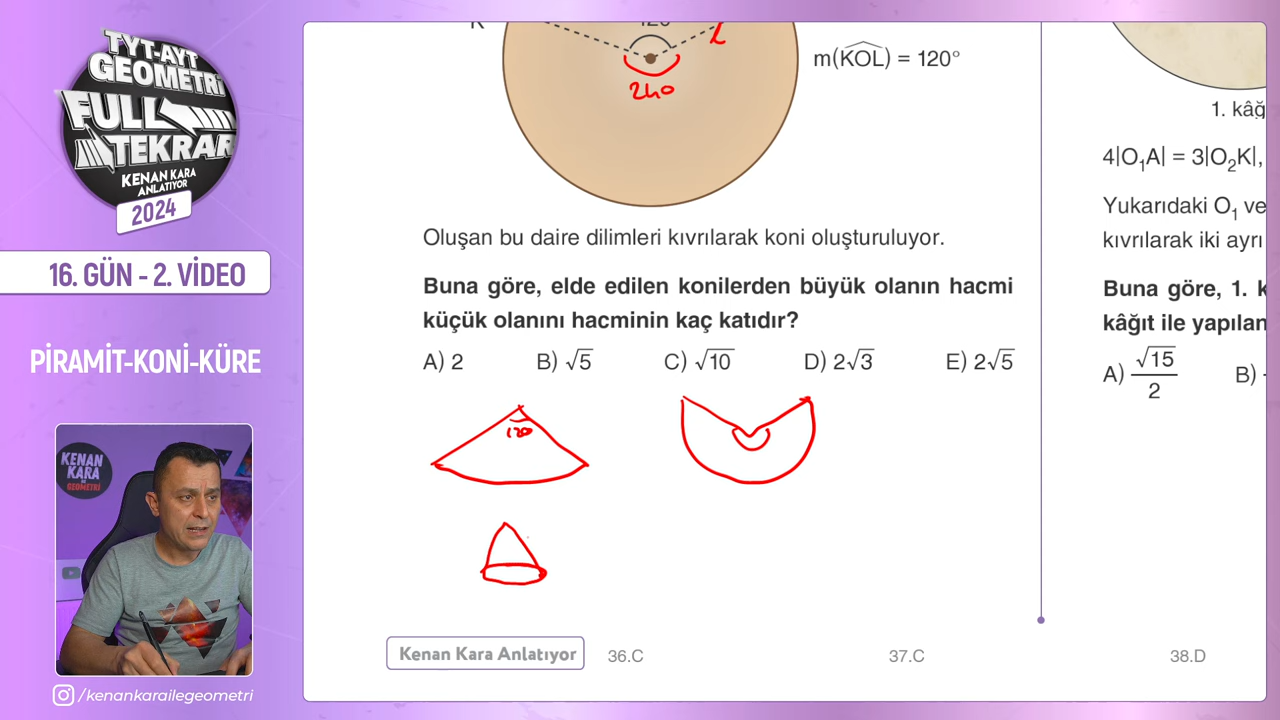 TYT-AYT
GEOMETRİ
FULL
TEKRAR
KENAN KARA
ANLATIYOR
2024
16. GÜN - 2. VİDEO
PİRAMİT-KONİ-KÜRE
KENAN
KARA
GEOMETRİ
/kenankarailegeometri
L
240
m(KOL) = 120°
Oluşan bu daire dilimleri kıvrılarak koni oluşturuluyor.
Buna göre, elde edilen konilerden büyük olanın hacmi
küçük olanını hacminin kaç katıdır?
A) 2 B) √5 C) √10 D) 2√3 E) 2√5
120
Kenan Kara Anlatıyor
36.C
37.C
38.D
1. kâğ
4|O₁A| = 3|O₂K|,
Yukarıdaki O₁ ve
kıvrılarak iki ayrı
Buna göre, 1. k
kâğıt ile yapılan
A) √15/2 B)